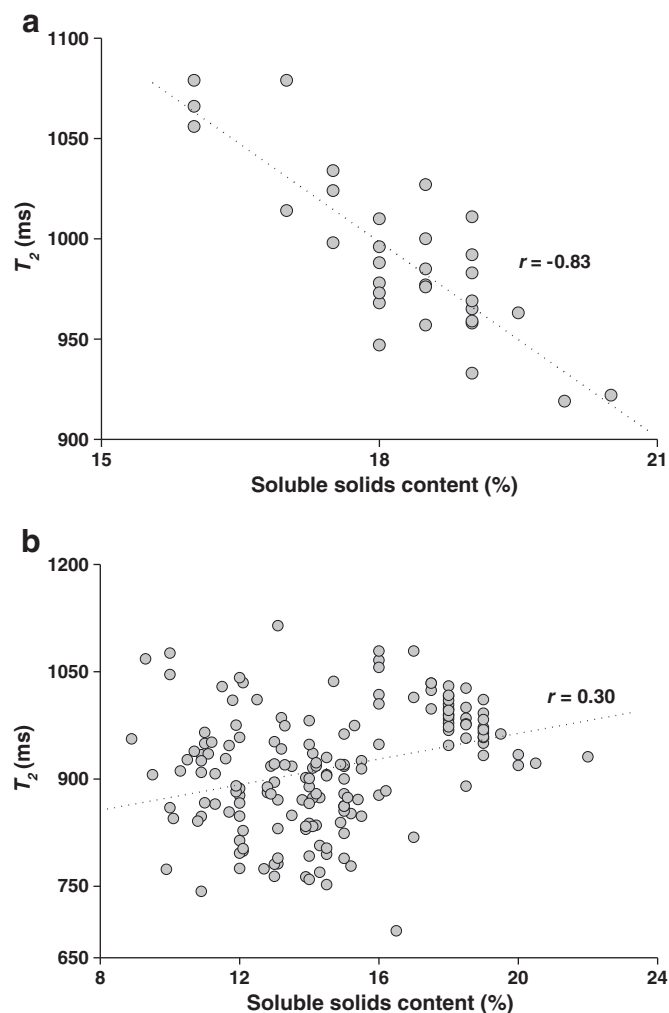 a
1100
1050
1000
950
900
T2 (ms)
r = -0.83
15
18
21
Soluble solids content (%)
b
1200
1050
900
750
650
T2 (ms)
r = 0.30
8
12
16
20
24
Soluble solids content (%)